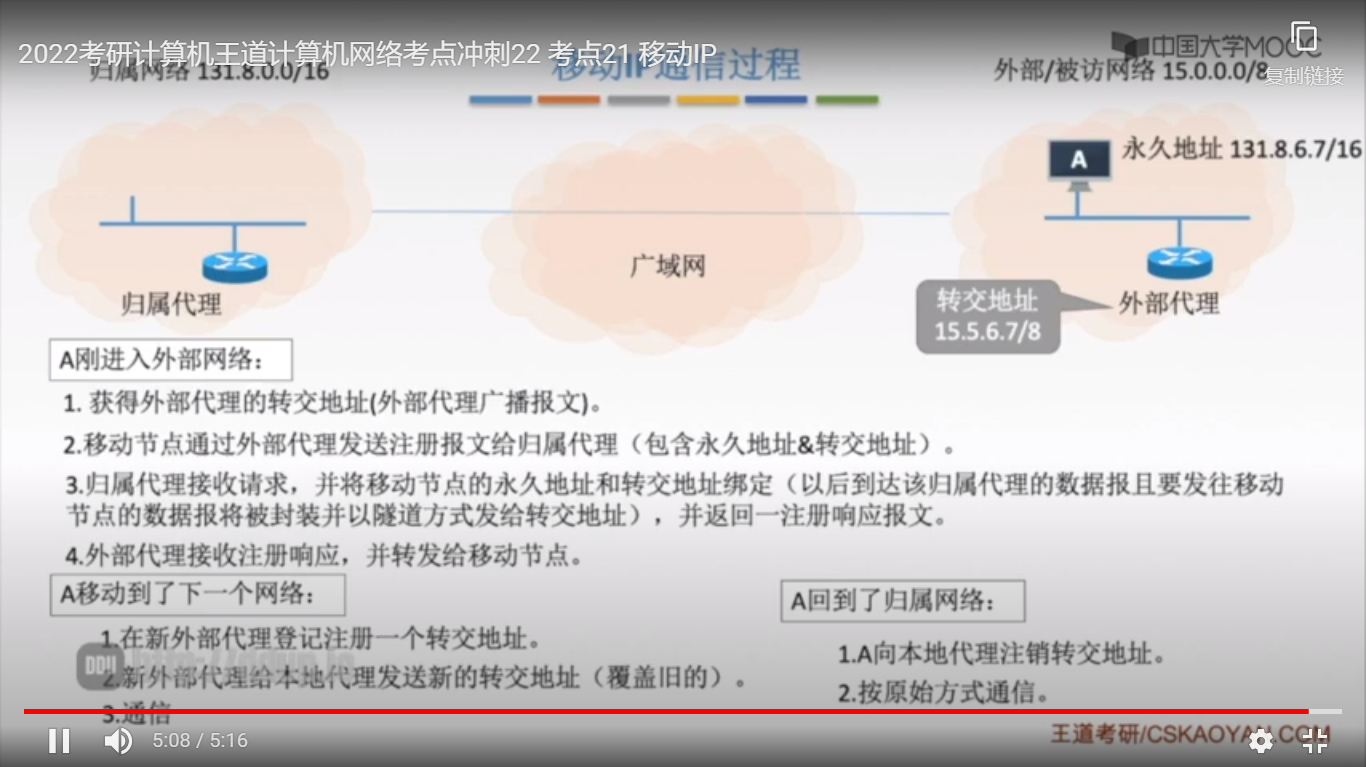 2022考研计算机王道计算机网络考点冲刺22 考点21 移动IP
中国大学MOOC
移动IP通信过程
归属网络 131.8.0.0/16
外部/被访网络 15.0.0.0/8
复制链接
A
永久地址 131.8.6.7/16
广域网
归属代理
转交地址
15.5.6.7/8
外部代理
A刚进入外部网络：
1. 获得外部代理的转交地址(外部代理广播报文)。
2.移动节点通过外部代理发送注册报文给归属代理（包含永久地址&转交地址）。
3.归属代理接收请求，并将移动节点的永久地址和转交地址绑定（以后到达该归属代理的数据报且要发往移动
节点的数据报将被封装并以隧道方式发给转交地址），并返回一注册响应报文。
4.外部代理接收注册响应，并转发给移动节点。
A移动到了下一个网络：
1.在新外部代理登记注册一个转交地址。
2.新外部代理给本地代理发送新的转交地址（覆盖旧的）。
3.通信
A回到了归属网络：
1.A向本地代理注销转交地址。
2.按原始方式通信。
5:08 / 5:16
王道考研/CSKAOYAN.COM